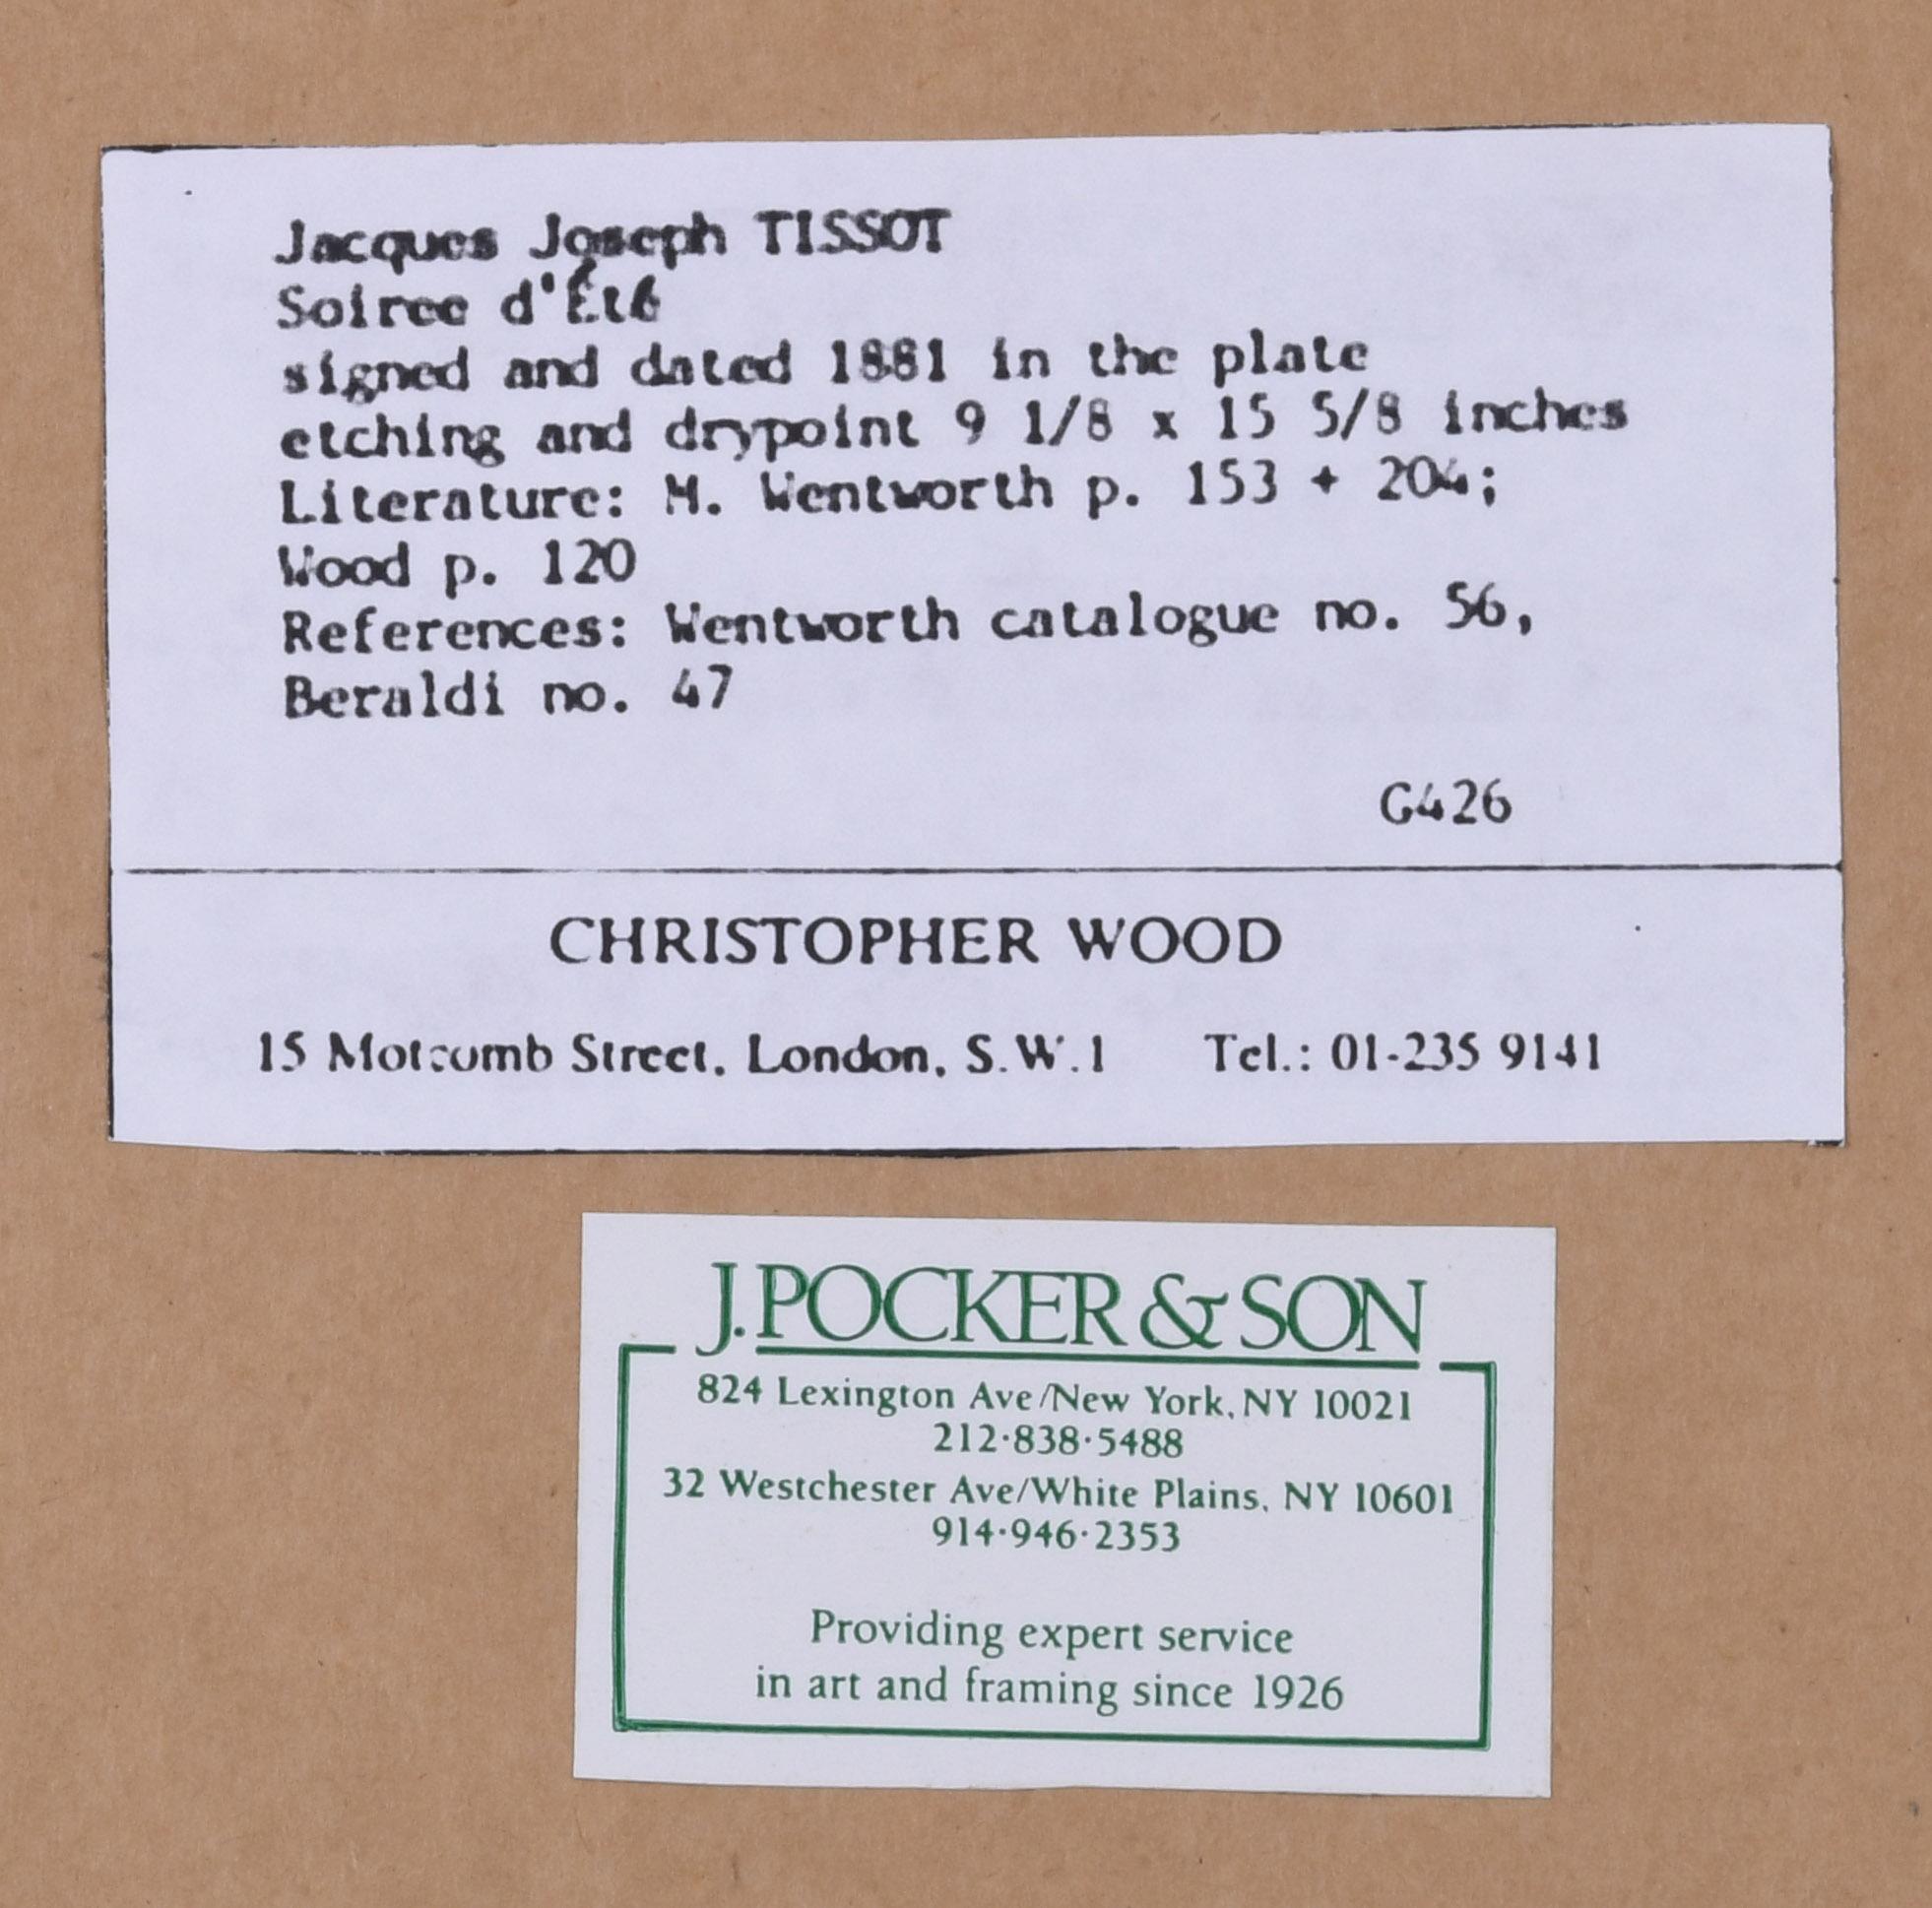 Jacques Joseph TISSOT
Soiree d'Été
signed and dated 1881 in the plate
etching and drypoint 9 1/8 x 15 5/8 inches
Literature: M. Wentworth p. 153 + 204;
Wood p. 120
References: Wentworth catalogue no. 56,
Beraldi no. 47
G426
CHRISTOPHER WOOD
15 Motcomb Street, London, S.W.1 Tel.: 01-235 9141
J. POCKER & SON
824 Lexington Ave/New York, NY 10021
212·838·5488
32 Westchester Ave/White Plains, NY 10601
914·946·2353
Providing expert service
in art and framing since 1926